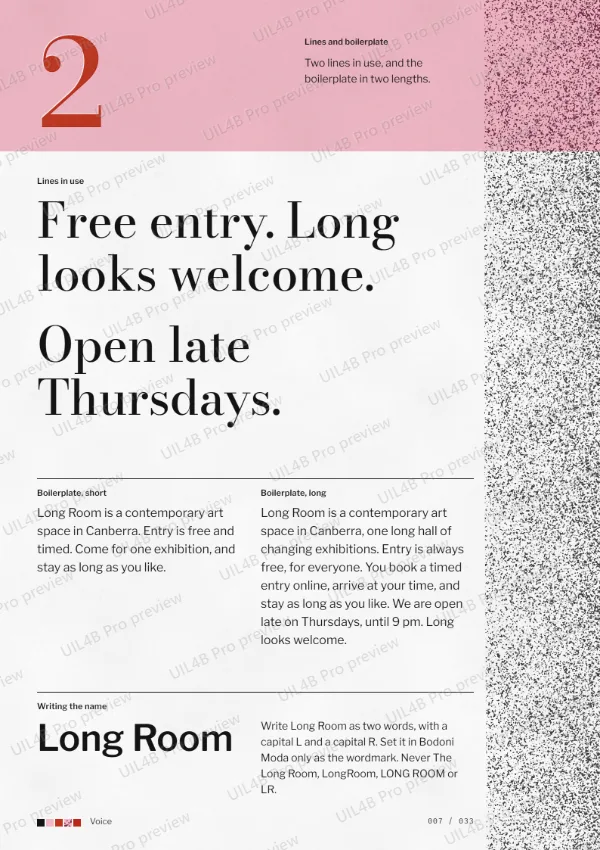 2
Lines and boilerplate
Two lines in use, and the
boilerplate in two lengths.
Lines in use
Free entry. Long
looks welcome.
Open late
Thursdays.
Boilerplate, short
Long Room is a contemporary art
space in Canberra. Entry is free and
timed. Come for one exhibition, and
stay as long as you like.
Boilerplate, long
Long Room is a contemporary art
space in Canberra, one long hall of
changing exhibitions. Entry is always
free, for everyone. You book a timed
entry online, arrive at your time, and
stay as long as you like. We are open
late on Thursdays, until 9 pm. Long
looks welcome.
Writing the name
Long Room
Write Long Room as two words, with a
capital L and a capital R. Set it in Bodoni
Moda only as the wordmark. Never The
Long Room, LongRoom, LONG ROOM or
LR.
Voice
007 / 033
UIL4B Pro preview